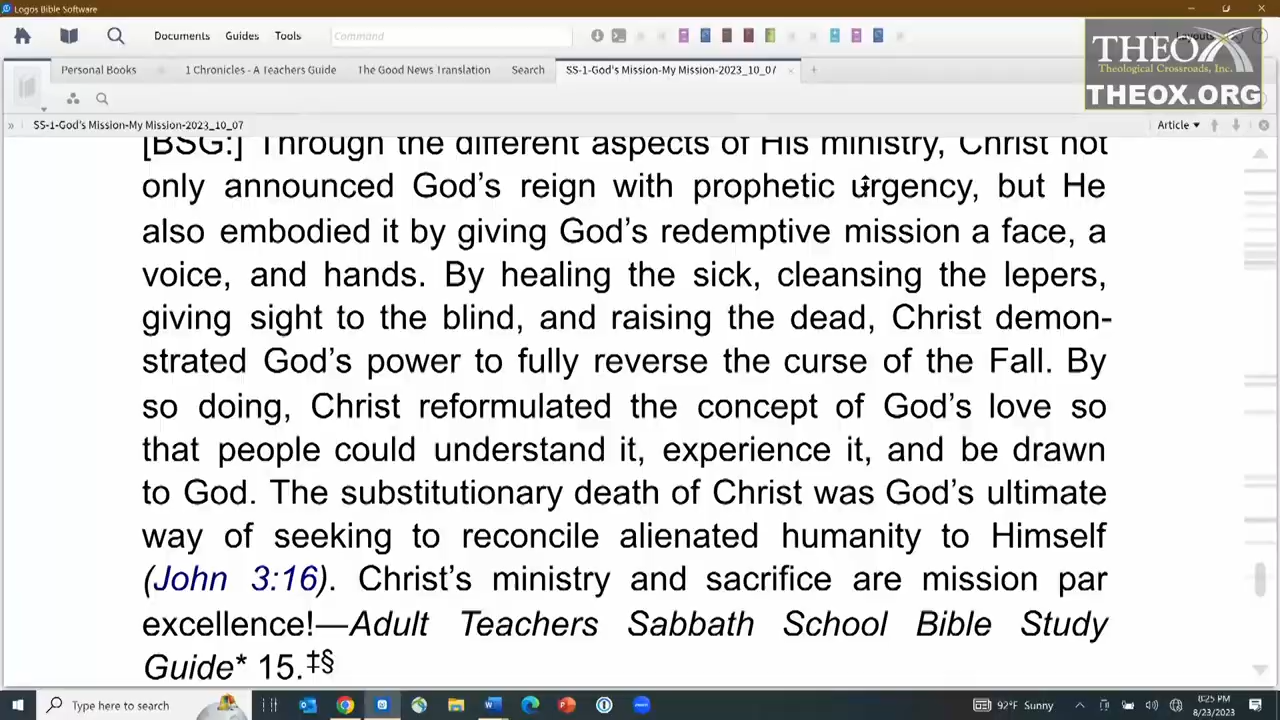 Logos Bible Software
Documents Guides Tools Command Layouts
THEOX
Theological Crossroads, Inc.
THEOX.ORG
Personal Books 1 Chronicles - A Teachers Guide The Good News Search SS-1-God's Mission-My Mission-2023_10_07
SS-1-God's Mission-My Mission-2023_10_07 Article
[BSG:] Through the different aspects of His ministry, Christ not
only announced God’s reign with prophetic urgency, but He
also embodied it by giving God’s redemptive mission a face, a
voice, and hands. By healing the sick, cleansing the lepers,
giving sight to the blind, and raising the dead, Christ demon-
strated God’s power to fully reverse the curse of the Fall. By
so doing, Christ reformulated the concept of God’s love so
that people could understand it, experience it, and be drawn
to God. The substitutionary death of Christ was God’s ultimate
way of seeking to reconcile alienated humanity to Himself
(John 3:16). Christ’s ministry and sacrifice are mission par
excellence!—Adult Teachers Sabbath School Bible Study
Guide* 15.‡§
Type here to search 92°F Sunny 8:25 PM
8/23/2023